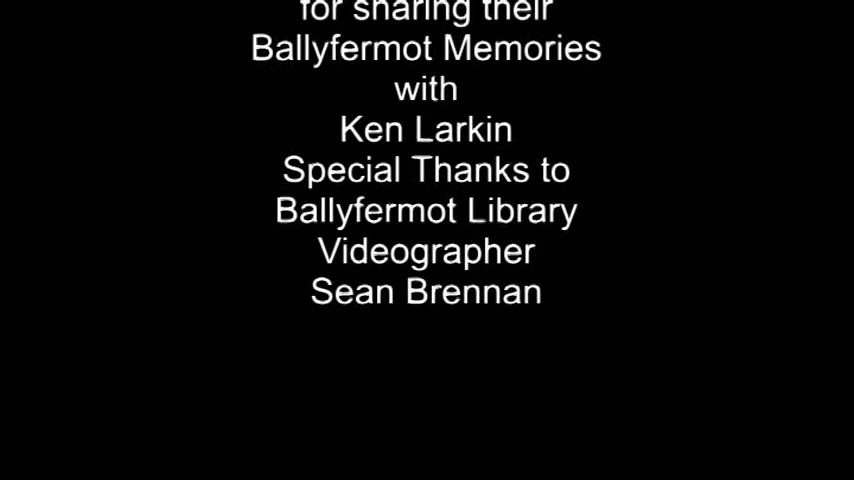 for sharing their
Ballyfermot Memories
with
Ken Larkin
Special Thanks to
Ballyfermot Library
Videographer
Sean Brennan